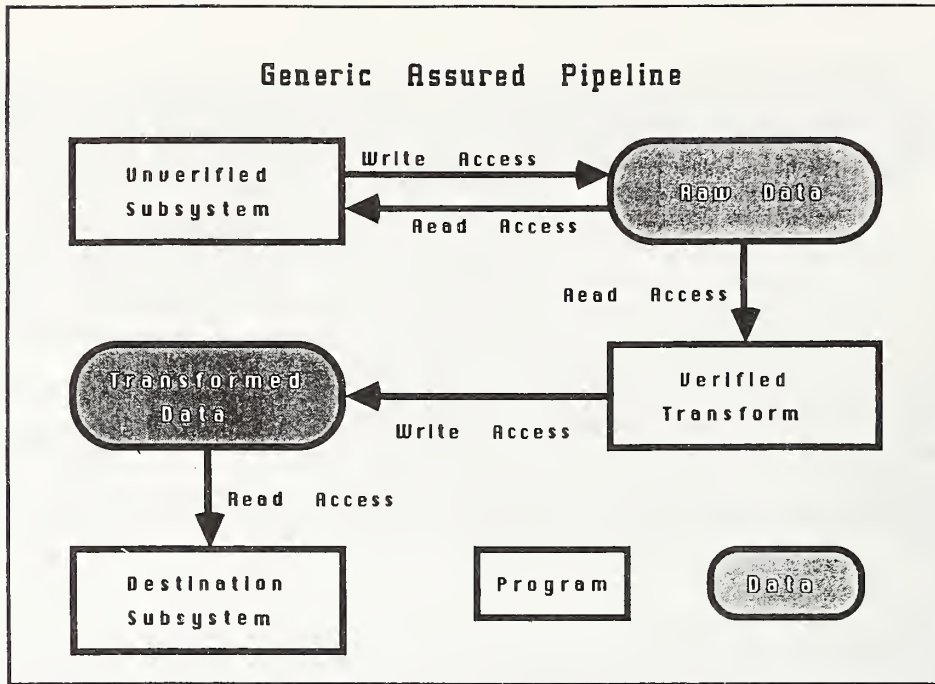 Generic Assured Pipeline
Unverified
Subsystem
Write Access
Read Access
Raw Data
Read Access
Transformed
Data
Write Access
Verified
Transform
Read Access
Destination
Subsystem
Program
Data